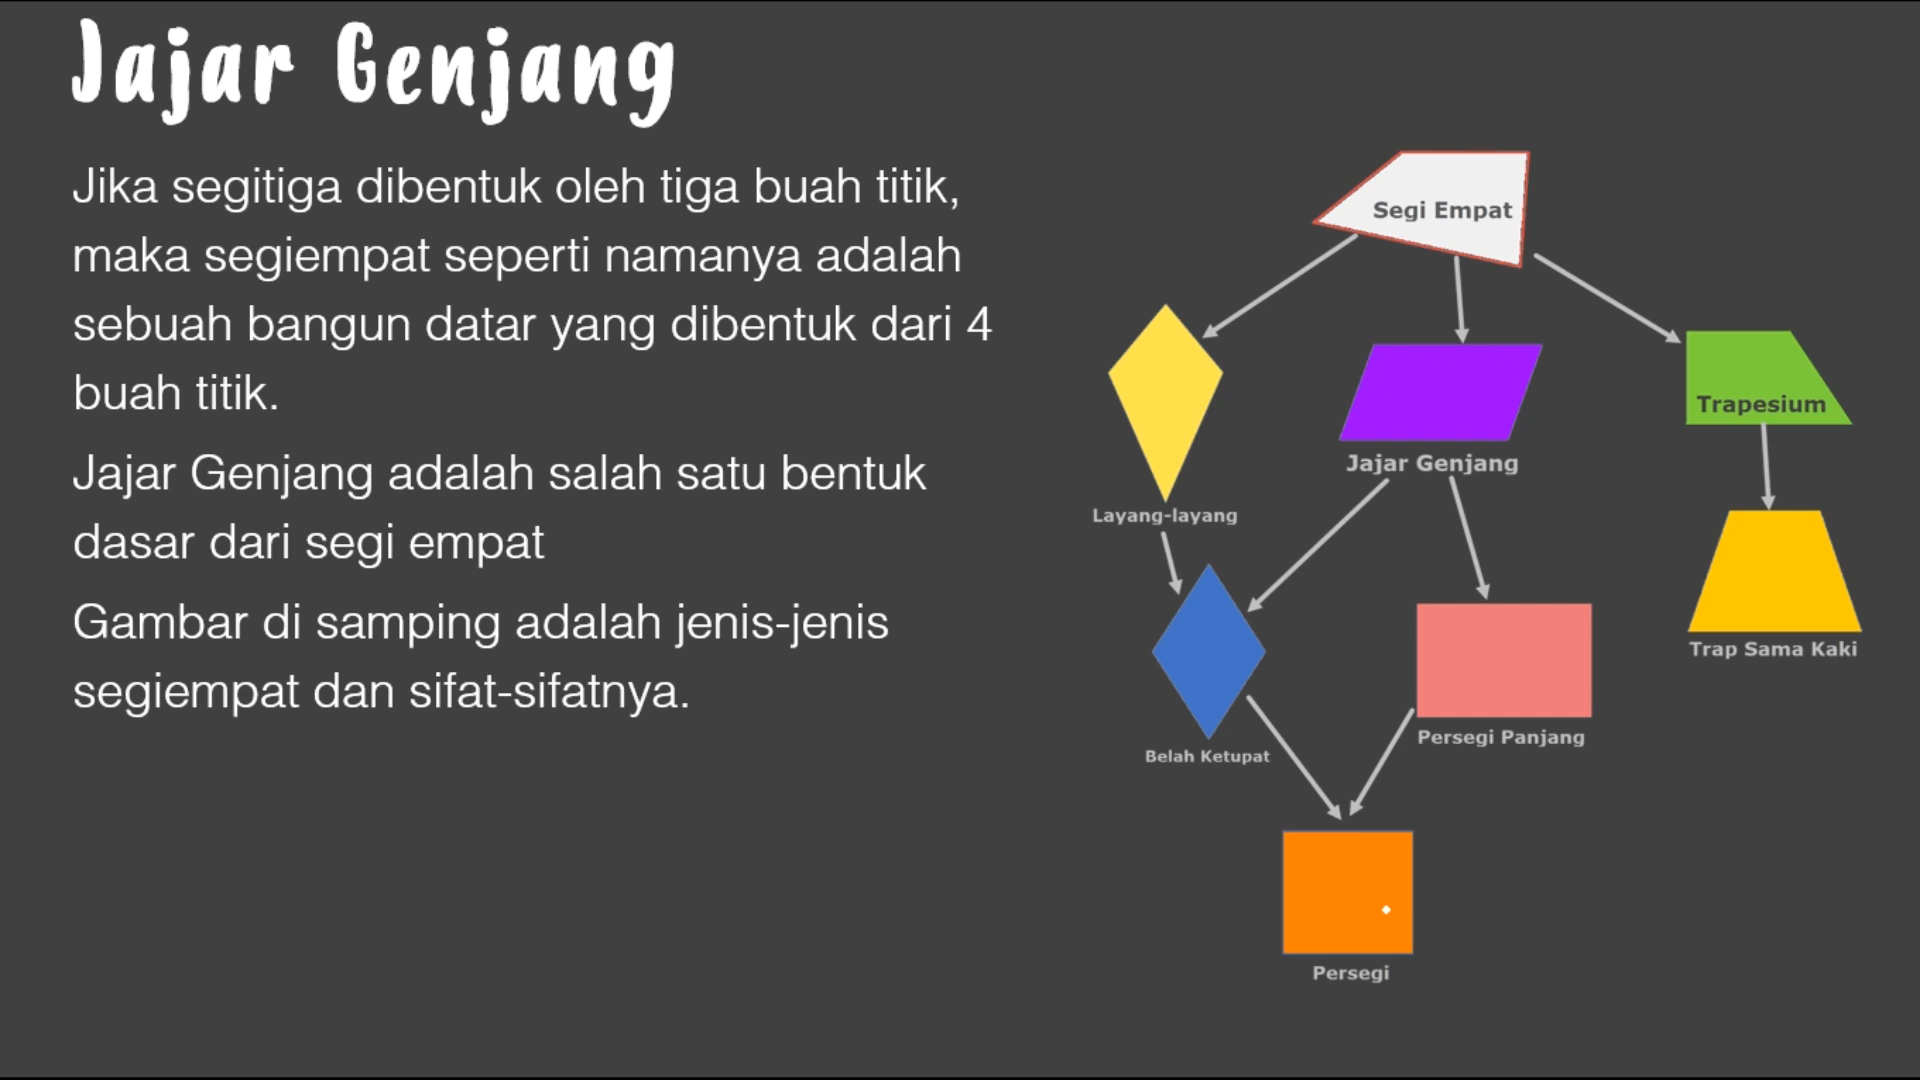 Jajar Genjang
Jika segitiga dibentuk oleh tiga buah titik,
maka segiempat seperti namanya adalah
sebuah bangun datar yang dibentuk dari 4
buah titik.
Jajar Genjang adalah salah satu bentuk
dasar dari segi empat
Gambar di samping adalah jenis-jenis
segiempat dan sifat-sifatnya.
Segi Empat
Trapesium
Jajar Genjang
Layang-layang
Trap Sama Kaki
Persegi Panjang
Belah Ketupat
Persegi